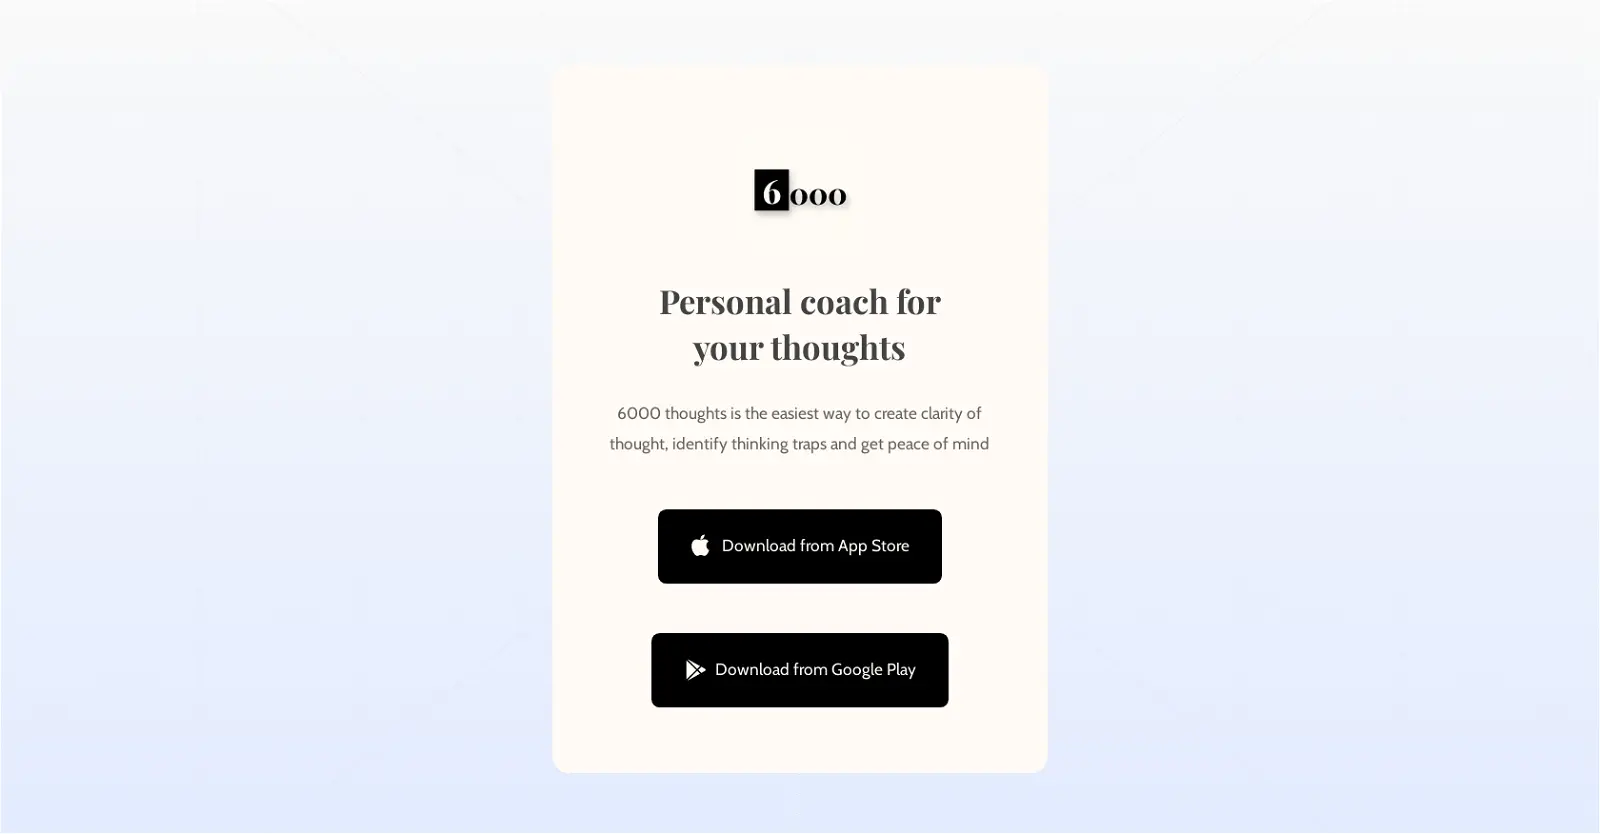 6000
Personal coach for
your thoughts
6000 thoughts is the easiest way to create clarity of
thought, identify thinking traps and get peace of mind
Download from App Store
Download from Google Play